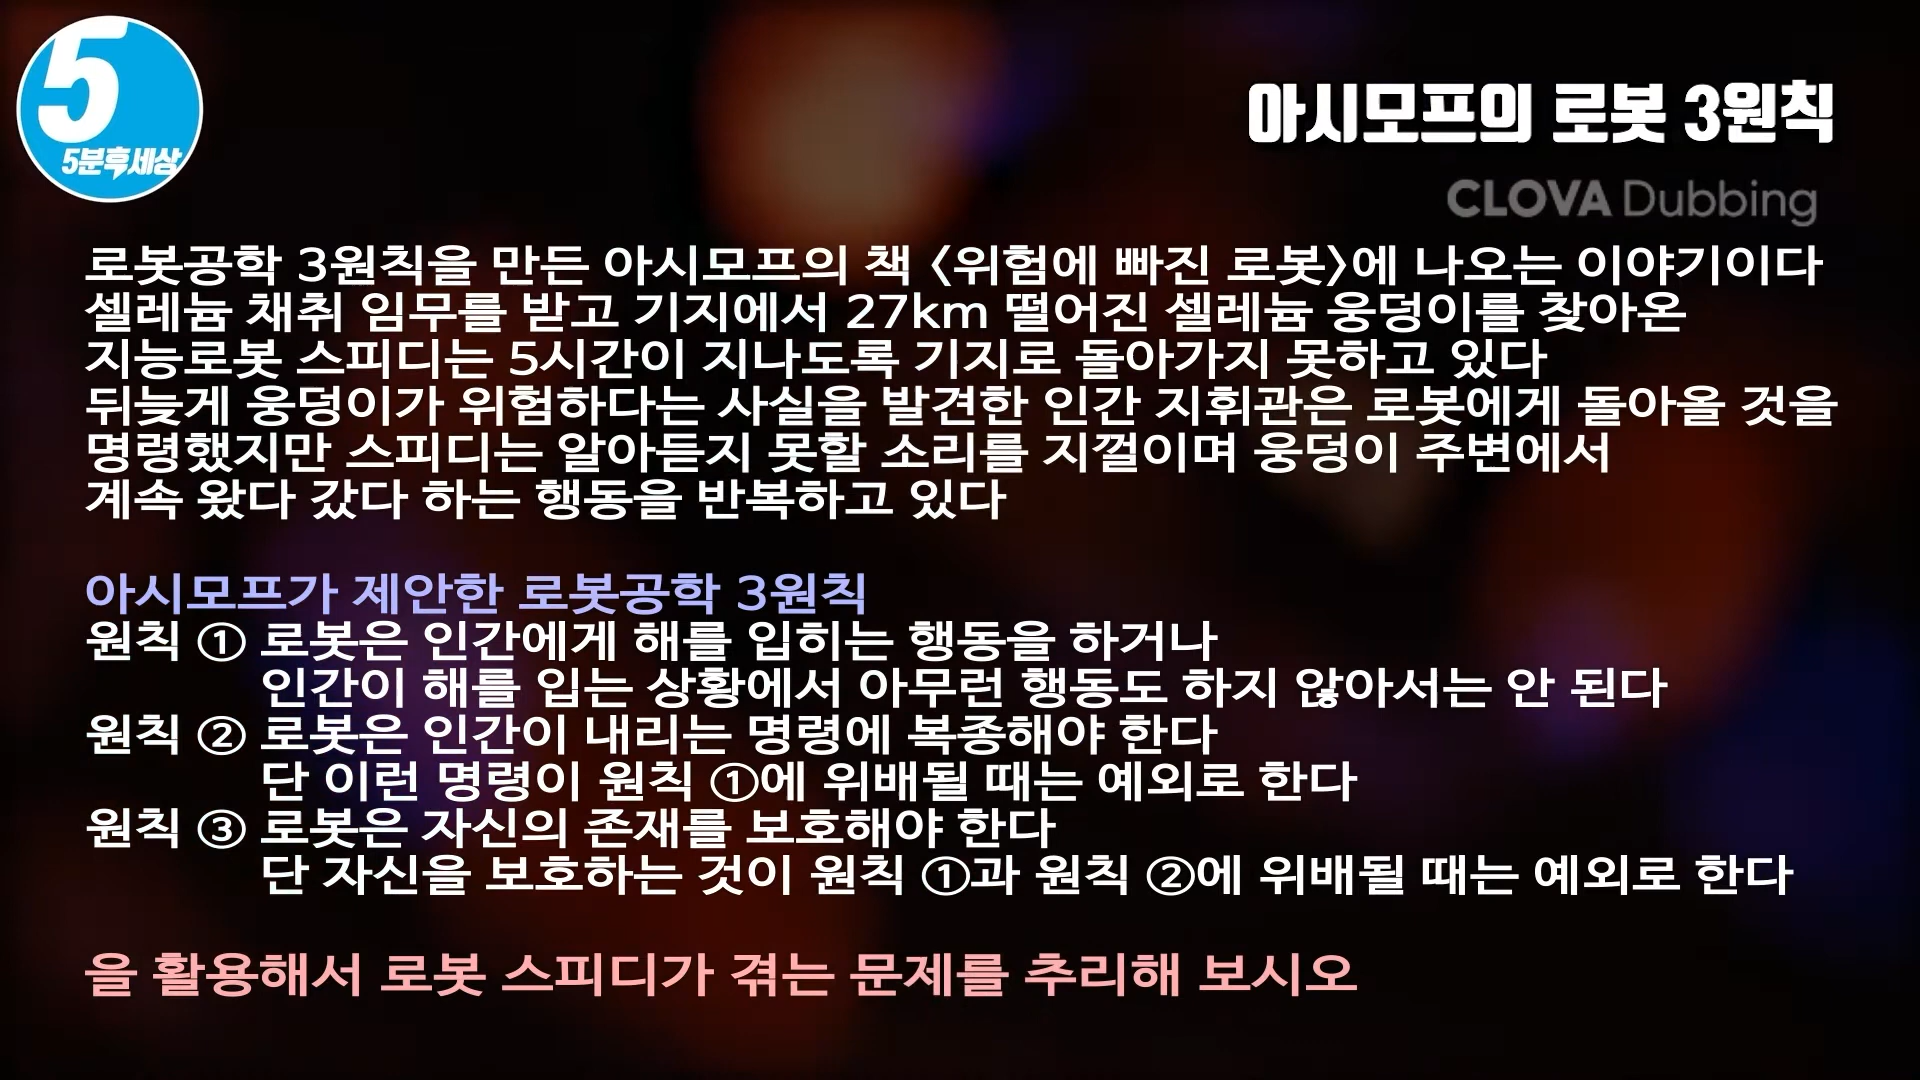 5
5분후세상
아시모프의 로봇 3원칙
CLOVA Dubbing
로봇공학 3원칙을 만든 아시모프의 책 〈위험에 빠진 로봇〉에 나오는 이야기이다
셀레늄 채취 임무를 받고 기지에서 27km 떨어진 셀레늄 웅덩이를 찾아온
지능로봇 스피디는 5시간이 지나도록 기지로 돌아가지 못하고 있다
뒤늦게 웅덩이가 위험하다는 사실을 발견한 인간 지휘관은 로봇에게 돌아올 것을
명령했지만 스피디는 알아듣지 못할 소리를 지껄이며 웅덩이 주변에서
계속 왔다 갔다 하는 행동을 반복하고 있다
아시모프가 제안한 로봇공학 3원칙
원칙 ① 로봇은 인간에게 해를 입히는 행동을 하거나
인간이 해를 입는 상황에서 아무런 행동도 하지 않아서는 안 된다
원칙 ② 로봇은 인간이 내리는 명령에 복종해야 한다
단 이런 명령이 원칙 ①에 위배될 때는 예외로 한다
원칙 ③ 로봇은 자신의 존재를 보호해야 한다
단 자신을 보호하는 것이 원칙 ①과 원칙 ②에 위배될 때는 예외로 한다
을 활용해서 로봇 스피디가 겪는 문제를 추리해 보시오